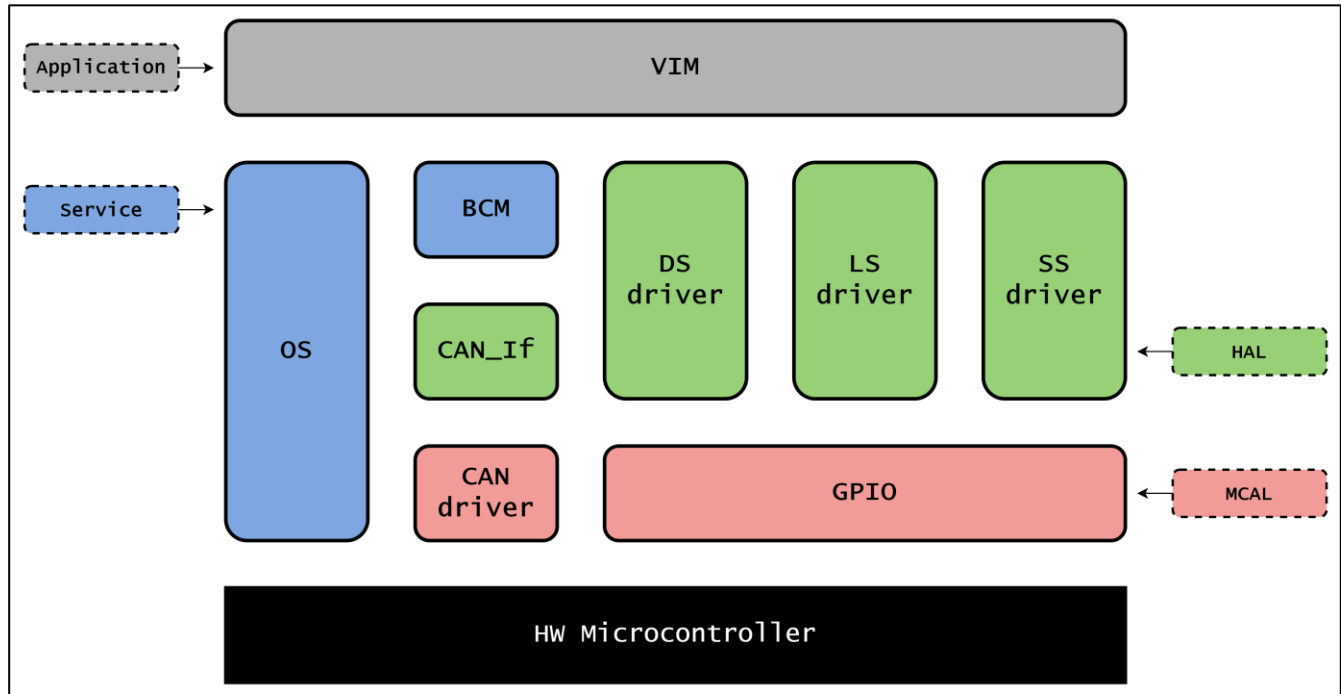 Application
VIM
Service
OS
BCM
DS
driver
LS
driver
SS
driver
CAN_If
HAL
CAN
driver
GPIO
MCAL
HW Microcontroller